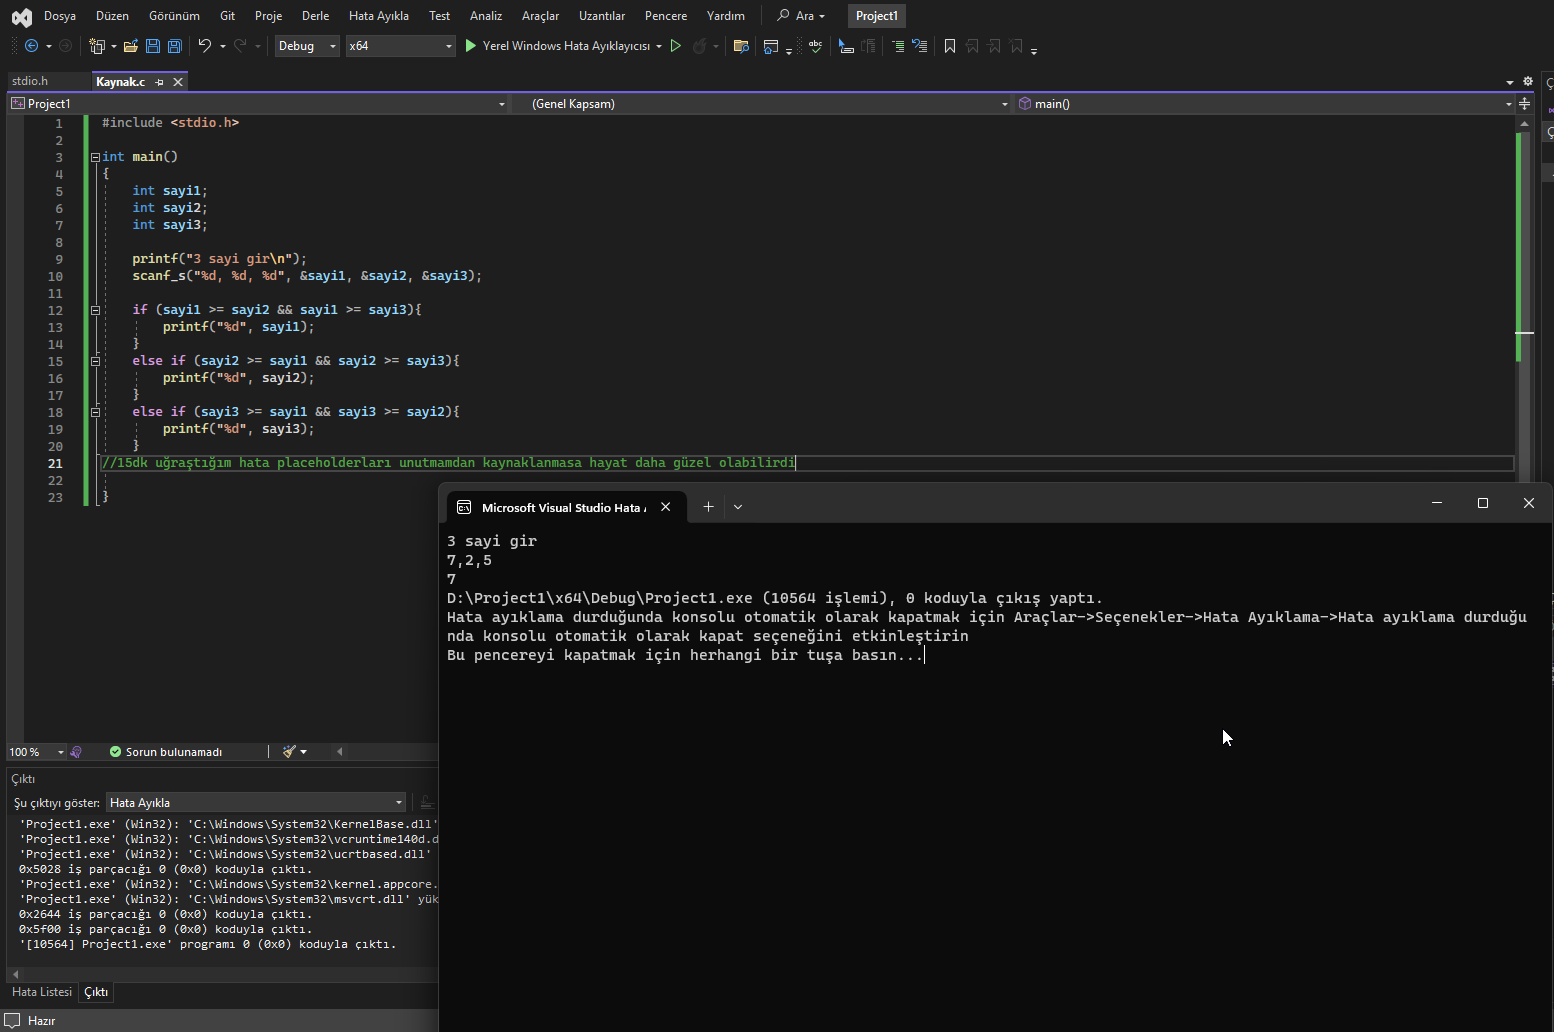 Dosya Düzen Görünüm Git Proje Derle Hata Ayıkla Test Analiz Araçlar Uzantılar Pencere Yardım Ara Project1
Debug x64 Yerel Windows Hata Ayıklayıcısı
stdio.h Kaynak.c
Project1 (Genel Kapsam) main()
1 #include <stdio.h>
2
3 int main()
4 {
5 int sayi1;
6 int sayi2;
7 int sayi3;
8
9 printf("3 sayi gir\n");
10 scanf_s("%d, %d, %d", &sayi1, &sayi2, &sayi3);
11
12 if (sayi1 >= sayi2 && sayi1 >= sayi3){
13 printf("%d", sayi1);
14 }
15 else if (sayi2 >= sayi1 && sayi2 >= sayi3){
16 printf("%d", sayi2);
17 }
18 else if (sayi3 >= sayi1 && sayi3 >= sayi2){
19 printf("%d", sayi3);
20 }
21 //15dk uğraştığım hata placeholderları unutmamdan kaynaklanmasa hayat daha güzel olabilirdi
22
23 }
Microsoft Visual Studio Hata
3 sayi gir
7,2,5
7
D:\Project1\x64\Debug\Project1.exe (10564 işlemi), 0 koduyla çıkış yaptı.
Hata ayıklama durduğunda konsolu otomatik olarak kapatmak için Araçlar->Seçenekler->Hata Ayıklama->Hata ayıklama durduğu
nda konsolu otomatik olarak kapat seçeneğini etkinleştirin
Bu pencereyi kapatmak için herhangi bir tuşa basın...
100 % Sorun bulunamadı
Çıktı
Şu çıktıyı göster: Hata Ayıkla
'Project1.exe' (Win32): 'C:\Windows\System32\KernelBase.dll'
'Project1.exe' (Win32): 'C:\Windows\System32\vcruntime140d.d
'Project1.exe' (Win32): 'C:\Windows\System32\ucrtbased.dll'
0x5028 iş parçacığı 0 (0x0) koduyla çıktı.
'Project1.exe' (Win32): 'C:\Windows\System32\kernel.appcore.
'Project1.exe' (Win32): 'C:\Windows\System32\msvcrt.dll' yük
0x2644 iş parçacığı 0 (0x0) koduyla çıktı.
0x5f00 iş parçacığı 0 (0x0) koduyla çıktı.
'[10564] Project1.exe' programı 0 (0x0) koduyla çıktı.
Hata Listesi Çıktı
Hazır